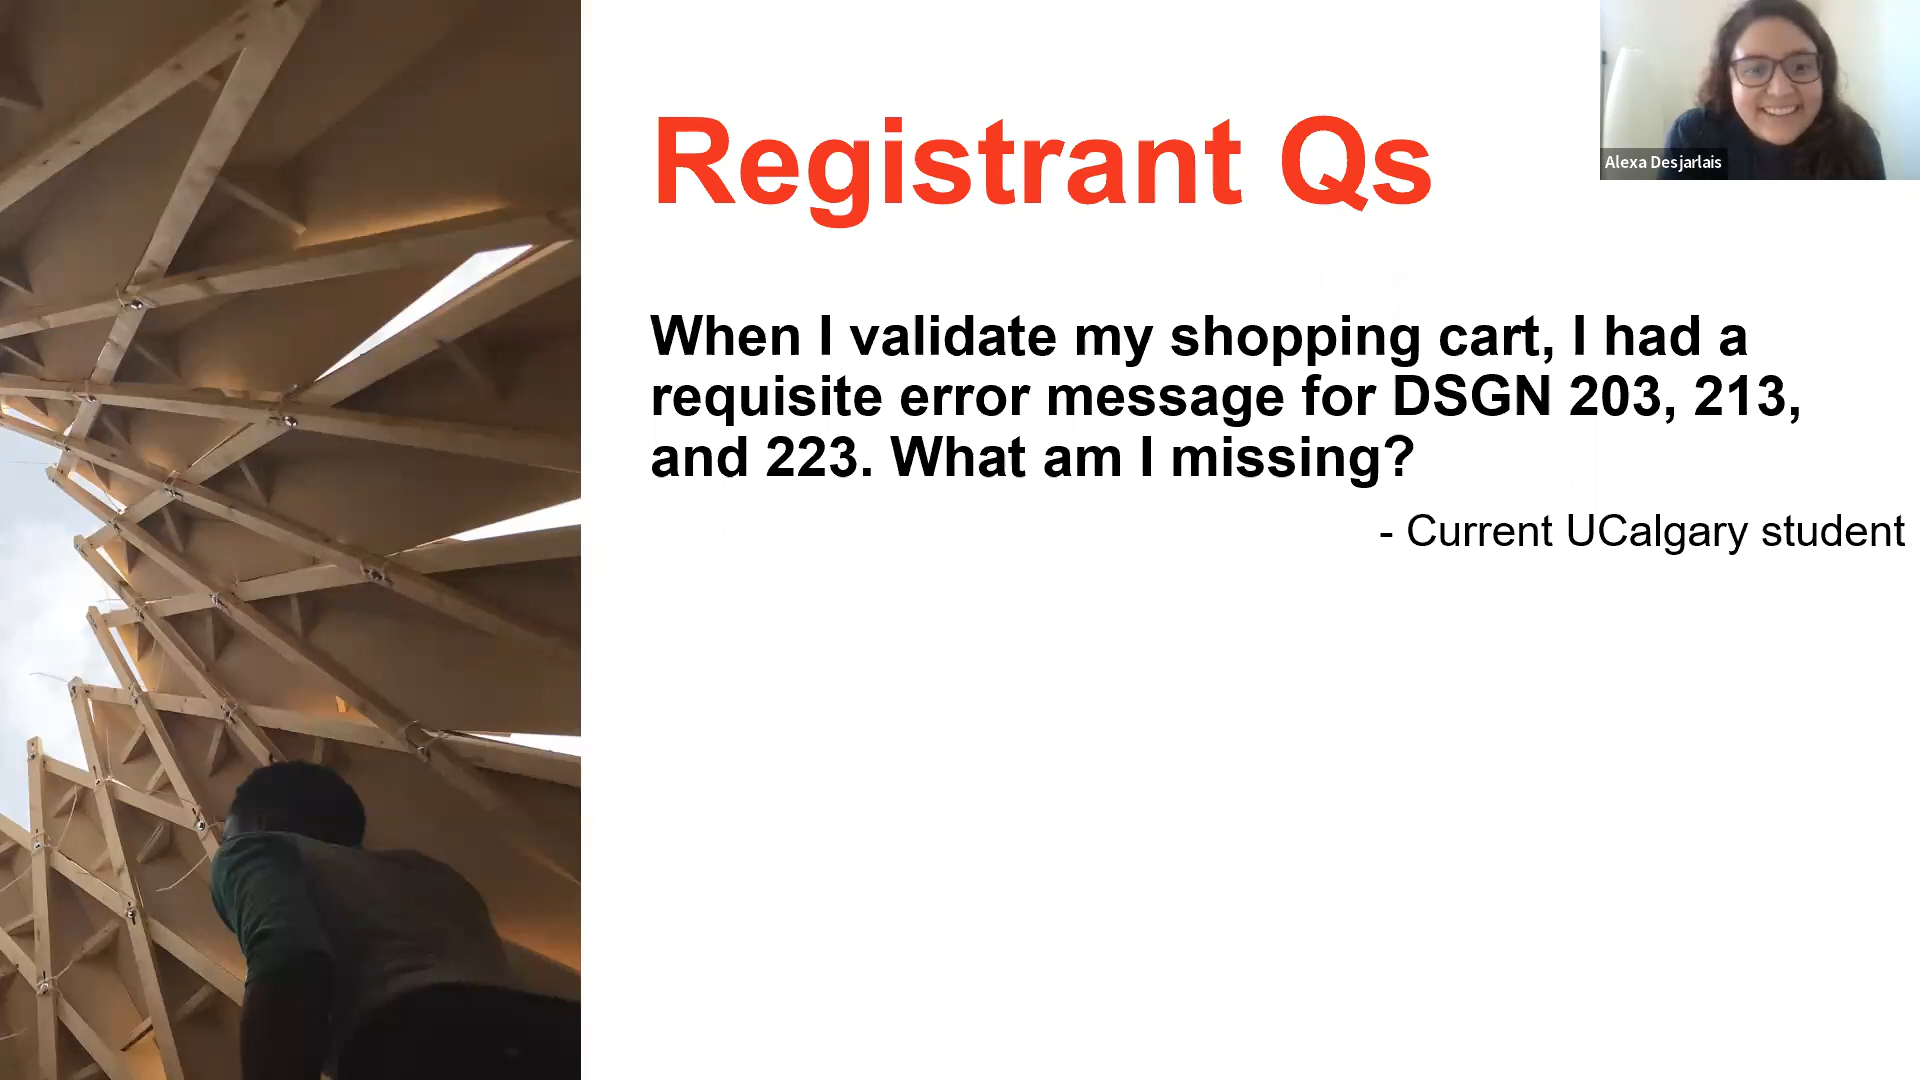 Registrant Qs
When I validate my shopping cart, I had a
requisite error message for DSGN 203, 213,
and 223. What am I missing?
- Current UCalgary student
Alexa Desjarlais